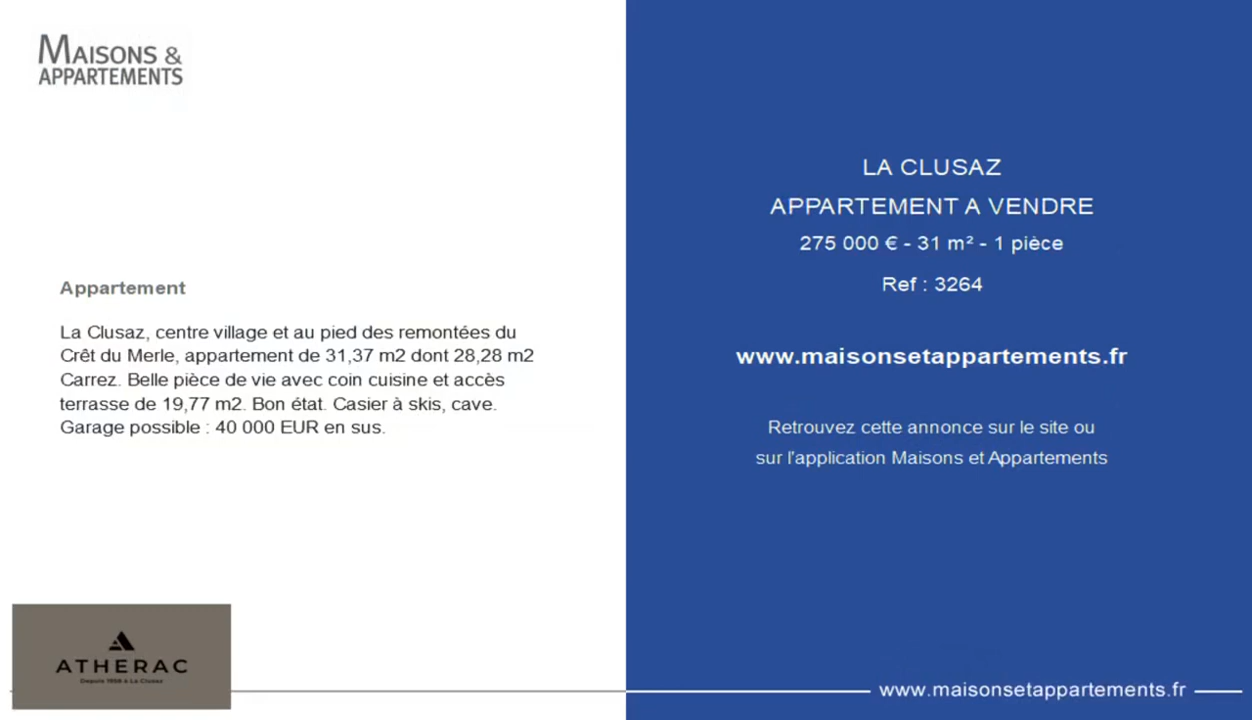 MAISONS &
APPARTEMENTS
Appartement
La Clusaz, centre village et au pied des remontées du
Crêt du Merle, appartement de 31,37 m2 dont 28,28 m2
Carrez. Belle pièce de vie avec coin cuisine et accès
terrasse de 19,77 m2. Bon état. Casier à skis, cave.
Garage possible : 40 000 EUR en sus.
ATHERAC
LA CLUSAZ
APPARTEMENT A VENDRE
275 000 € - 31 m² - 1 pièce
Ref : 3264
www.maisonsetappartements.fr
Retrouvez cette annonce sur le site ou
sur l'application Maisons et Appartements
www.maisonsetappartements.fr